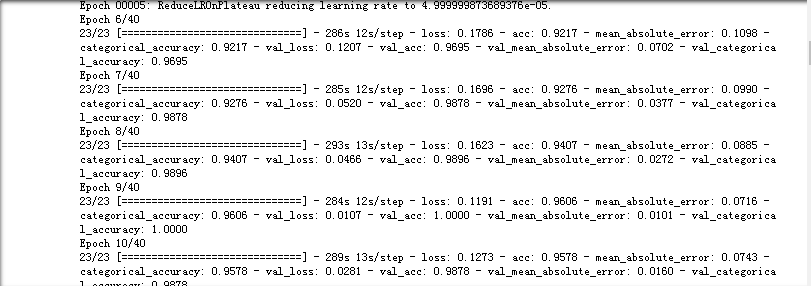 Epoch 00005: ReduceLROnPlateau reducing learning rate to 4.999999873689376e-05.
Epoch 6/40
23/23 [==============================] - 286s 12s/step - loss: 0.1786 - acc: 0.9217 - mean_absolute_error: 0.1098 -
categorical_accuracy: 0.9217 - val_loss: 0.1207 - val_acc: 0.9695 - val_mean_absolute_error: 0.0702 - val_categorica
l_accuracy: 0.9695
Epoch 7/40
23/23 [==============================] - 285s 12s/step - loss: 0.1696 - acc: 0.9276 - mean_absolute_error: 0.0990 -
categorical_accuracy: 0.9276 - val_loss: 0.0520 - val_acc: 0.9878 - val_mean_absolute_error: 0.0377 - val_categorica
l_accuracy: 0.9878
Epoch 8/40
23/23 [==============================] - 293s 13s/step - loss: 0.1623 - acc: 0.9407 - mean_absolute_error: 0.0885 -
categorical_accuracy: 0.9407 - val_loss: 0.0466 - val_acc: 0.9896 - val_mean_absolute_error: 0.0272 - val_categorica
l_accuracy: 0.9896
Epoch 9/40
23/23 [==============================] - 284s 12s/step - loss: 0.1191 - acc: 0.9606 - mean_absolute_error: 0.0716 -
categorical_accuracy: 0.9606 - val_loss: 0.0107 - val_acc: 1.0000 - val_mean_absolute_error: 0.0101 - val_categorica
l_accuracy: 1.0000
Epoch 10/40
23/23 [==============================] - 289s 13s/step - loss: 0.1273 - acc: 0.9578 - mean_absolute_error: 0.0743 -
categorical_accuracy: 0.9578 - val_loss: 0.0281 - val_acc: 0.9878 - val_mean_absolute_error: 0.0160 - val_categorica
l_accuracy: 0.9878